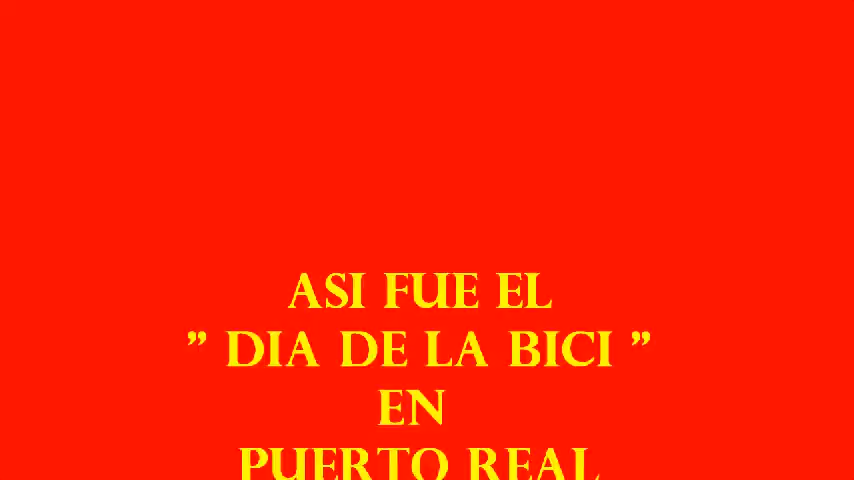 ASI FUE EL
” DIA DE LA BICI ”
EN
PUERTO REAL